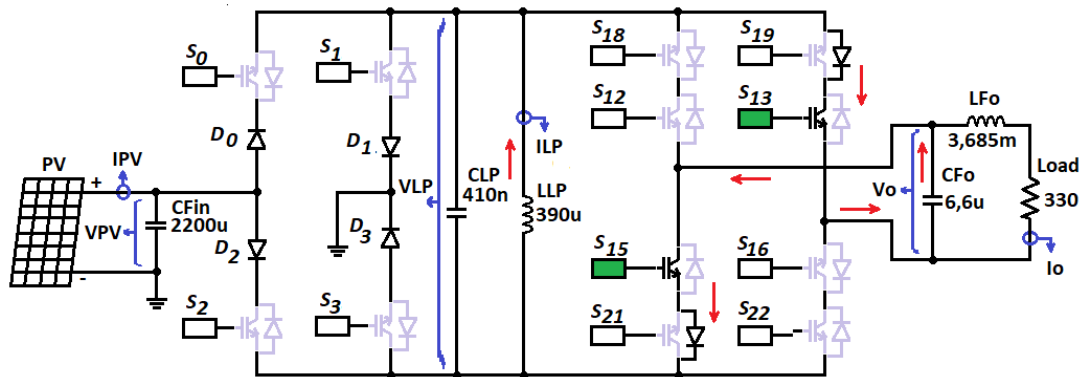 S0
S1
S18
S19
S12
S13
D0
D1
ILP
LFo
3,685m
PV
IPV
+
VLP
CLP
410n
LLP
390u
Vo
CFo
6,6u
Load
330
CFin
2200u
VPV
D2
D3
S15
S16
-
Io
S2
S3
S21
S22